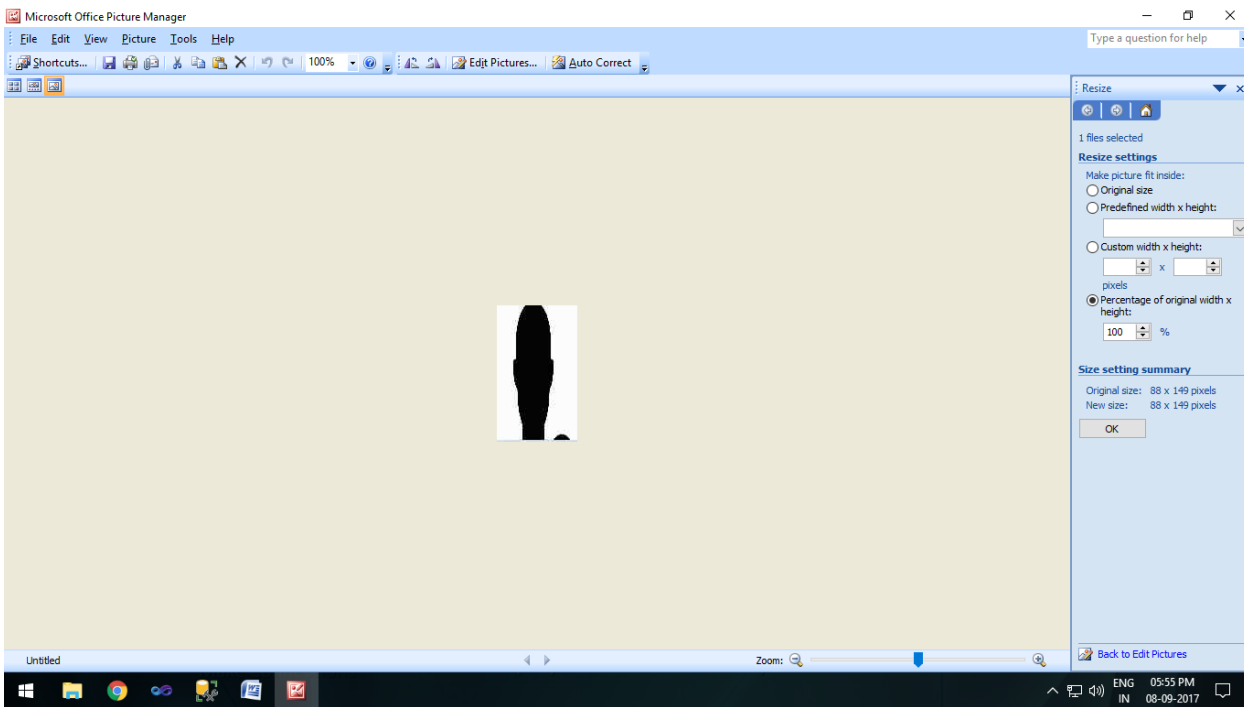 Microsoft Office Picture Manager
File Edit View Picture Tools Help
Type a question for help
Shortcuts... 100% Edit Pictures... Auto Correct
Resize
1 files selected
Resize settings
Make picture fit inside:
Original size
Predefined width x height:
Custom width x height:
x
pixels
Percentage of original width x
height:
100 %
Size setting summary
Original size: 88 x 149 pixels
New size: 88 x 149 pixels
OK
Back to Edit Pictures
Untitled Zoom:
ENG 05:55 PM
IN 08-09-2017